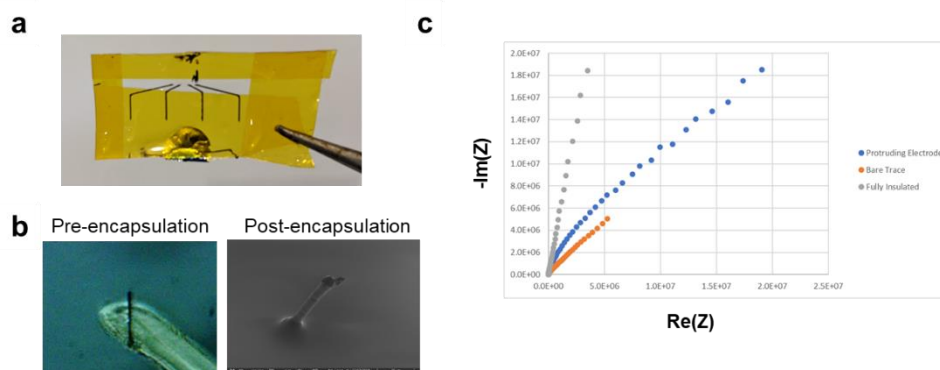 a
c
b
Pre-encapsulation
Post-encapsulation
2.0E+07
1.8E+07
1.6E+07
1.4E+07
1.2E+07
1.0E+07
8.0E+06
6.0E+06
4.0E+06
2.0E+06
0.0E+00
0.0E+00 5.0E+06 1.0E+07 1.5E+07 2.0E+07 2.5E+07
-Im(Z)
Re(Z)
Protruding Electrode
Bare Trace
Fully Insulated